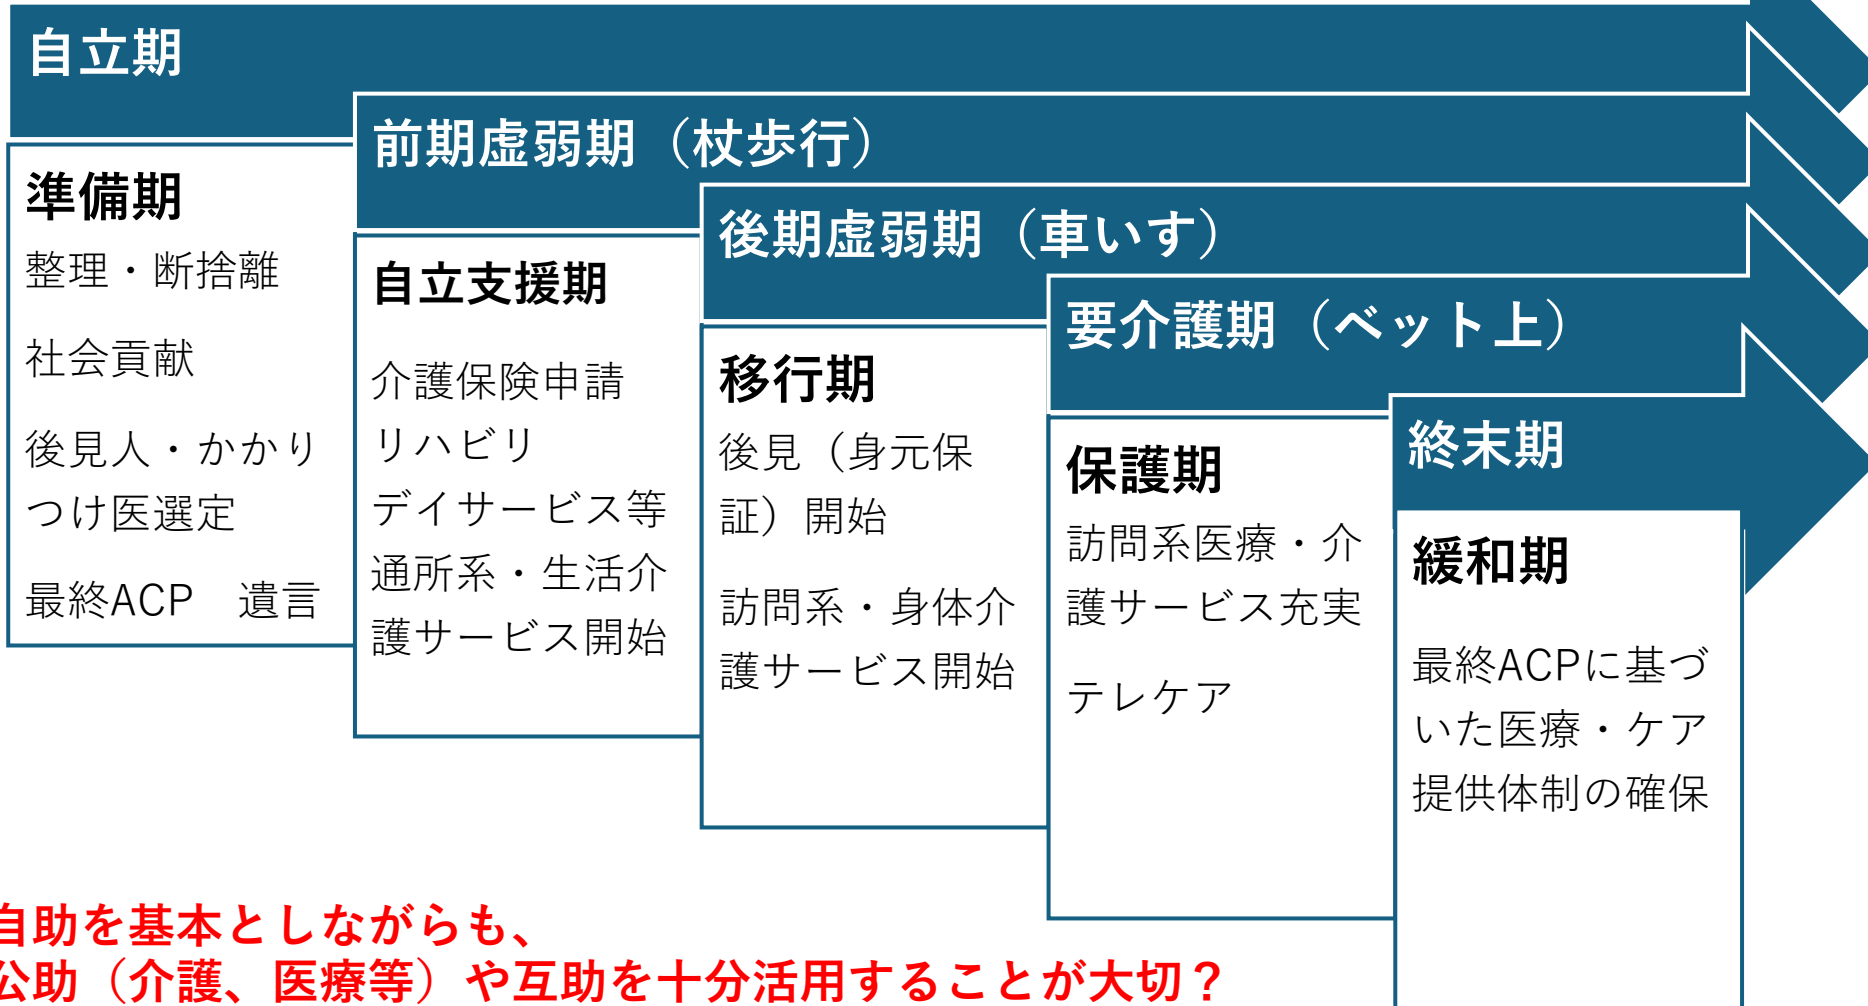 自立期
準備期
整理・断捨離
社会貢献
後見人・かかり
つけ医選定
最終ACP　遺言
前期虚弱期（杖歩行）
自立支援期
介護保険申請
リハビリ
デイサービス等
通所系・生活介
護サービス開始
後期虚弱期（車いす）
移行期
後見（身元保
証）開始
訪問系・身体介
護サービス開始
要介護期（ベット上）
保護期
訪問系医療・介
護サービス充実
テレケア
終末期
緩和期
最終ACPに基づ
いた医療・ケア
提供体制の確保
自助を基本としながらも、
公助（介護、医療等）や互助を十分活用することが大切？